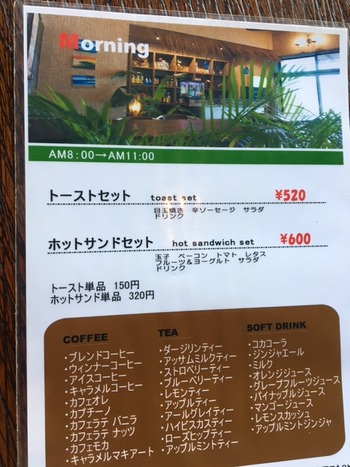 Morning
AM8:00→AM11:00
トーストセット toast set ¥520
目玉焼き 辛ソーセージ サラダ
ドリンク
ホットサンドセット hot sandwich set ¥600
玉子 ベーコン トマト レタス
フルーツ&ヨーグルト サラダ
ドリンク
トースト単品 150円
ホットサンド単品 320円
COFFEE
・ブレンドコーヒー
・ウィンナーコーヒー
・アイスコーヒー
・キャラメルコーヒー
・カフェオレ
・カプチーノ
・カフェラテ バニラ
・カフェラテ ナッツ
・カフェモカ
・キャラメルマキアート
TEA
・ダージリンティー
・アッサムミルクティー
・ストロベリーティー
・ブルーベリーティー
・レモンティー
・アップルティー
・アールグレイティー
・ハイビスカスティー
・ローズヒップティー
・アップルミントティー
SOFT DRINK
・コカコーラ
・ジンジャエール
・ミルク
・オレンジジュース
・グレープフルーツジュース
・パイナップルジュース
・マンゴージュース
・レモンスカッシュ
・アップルミントジンジャ